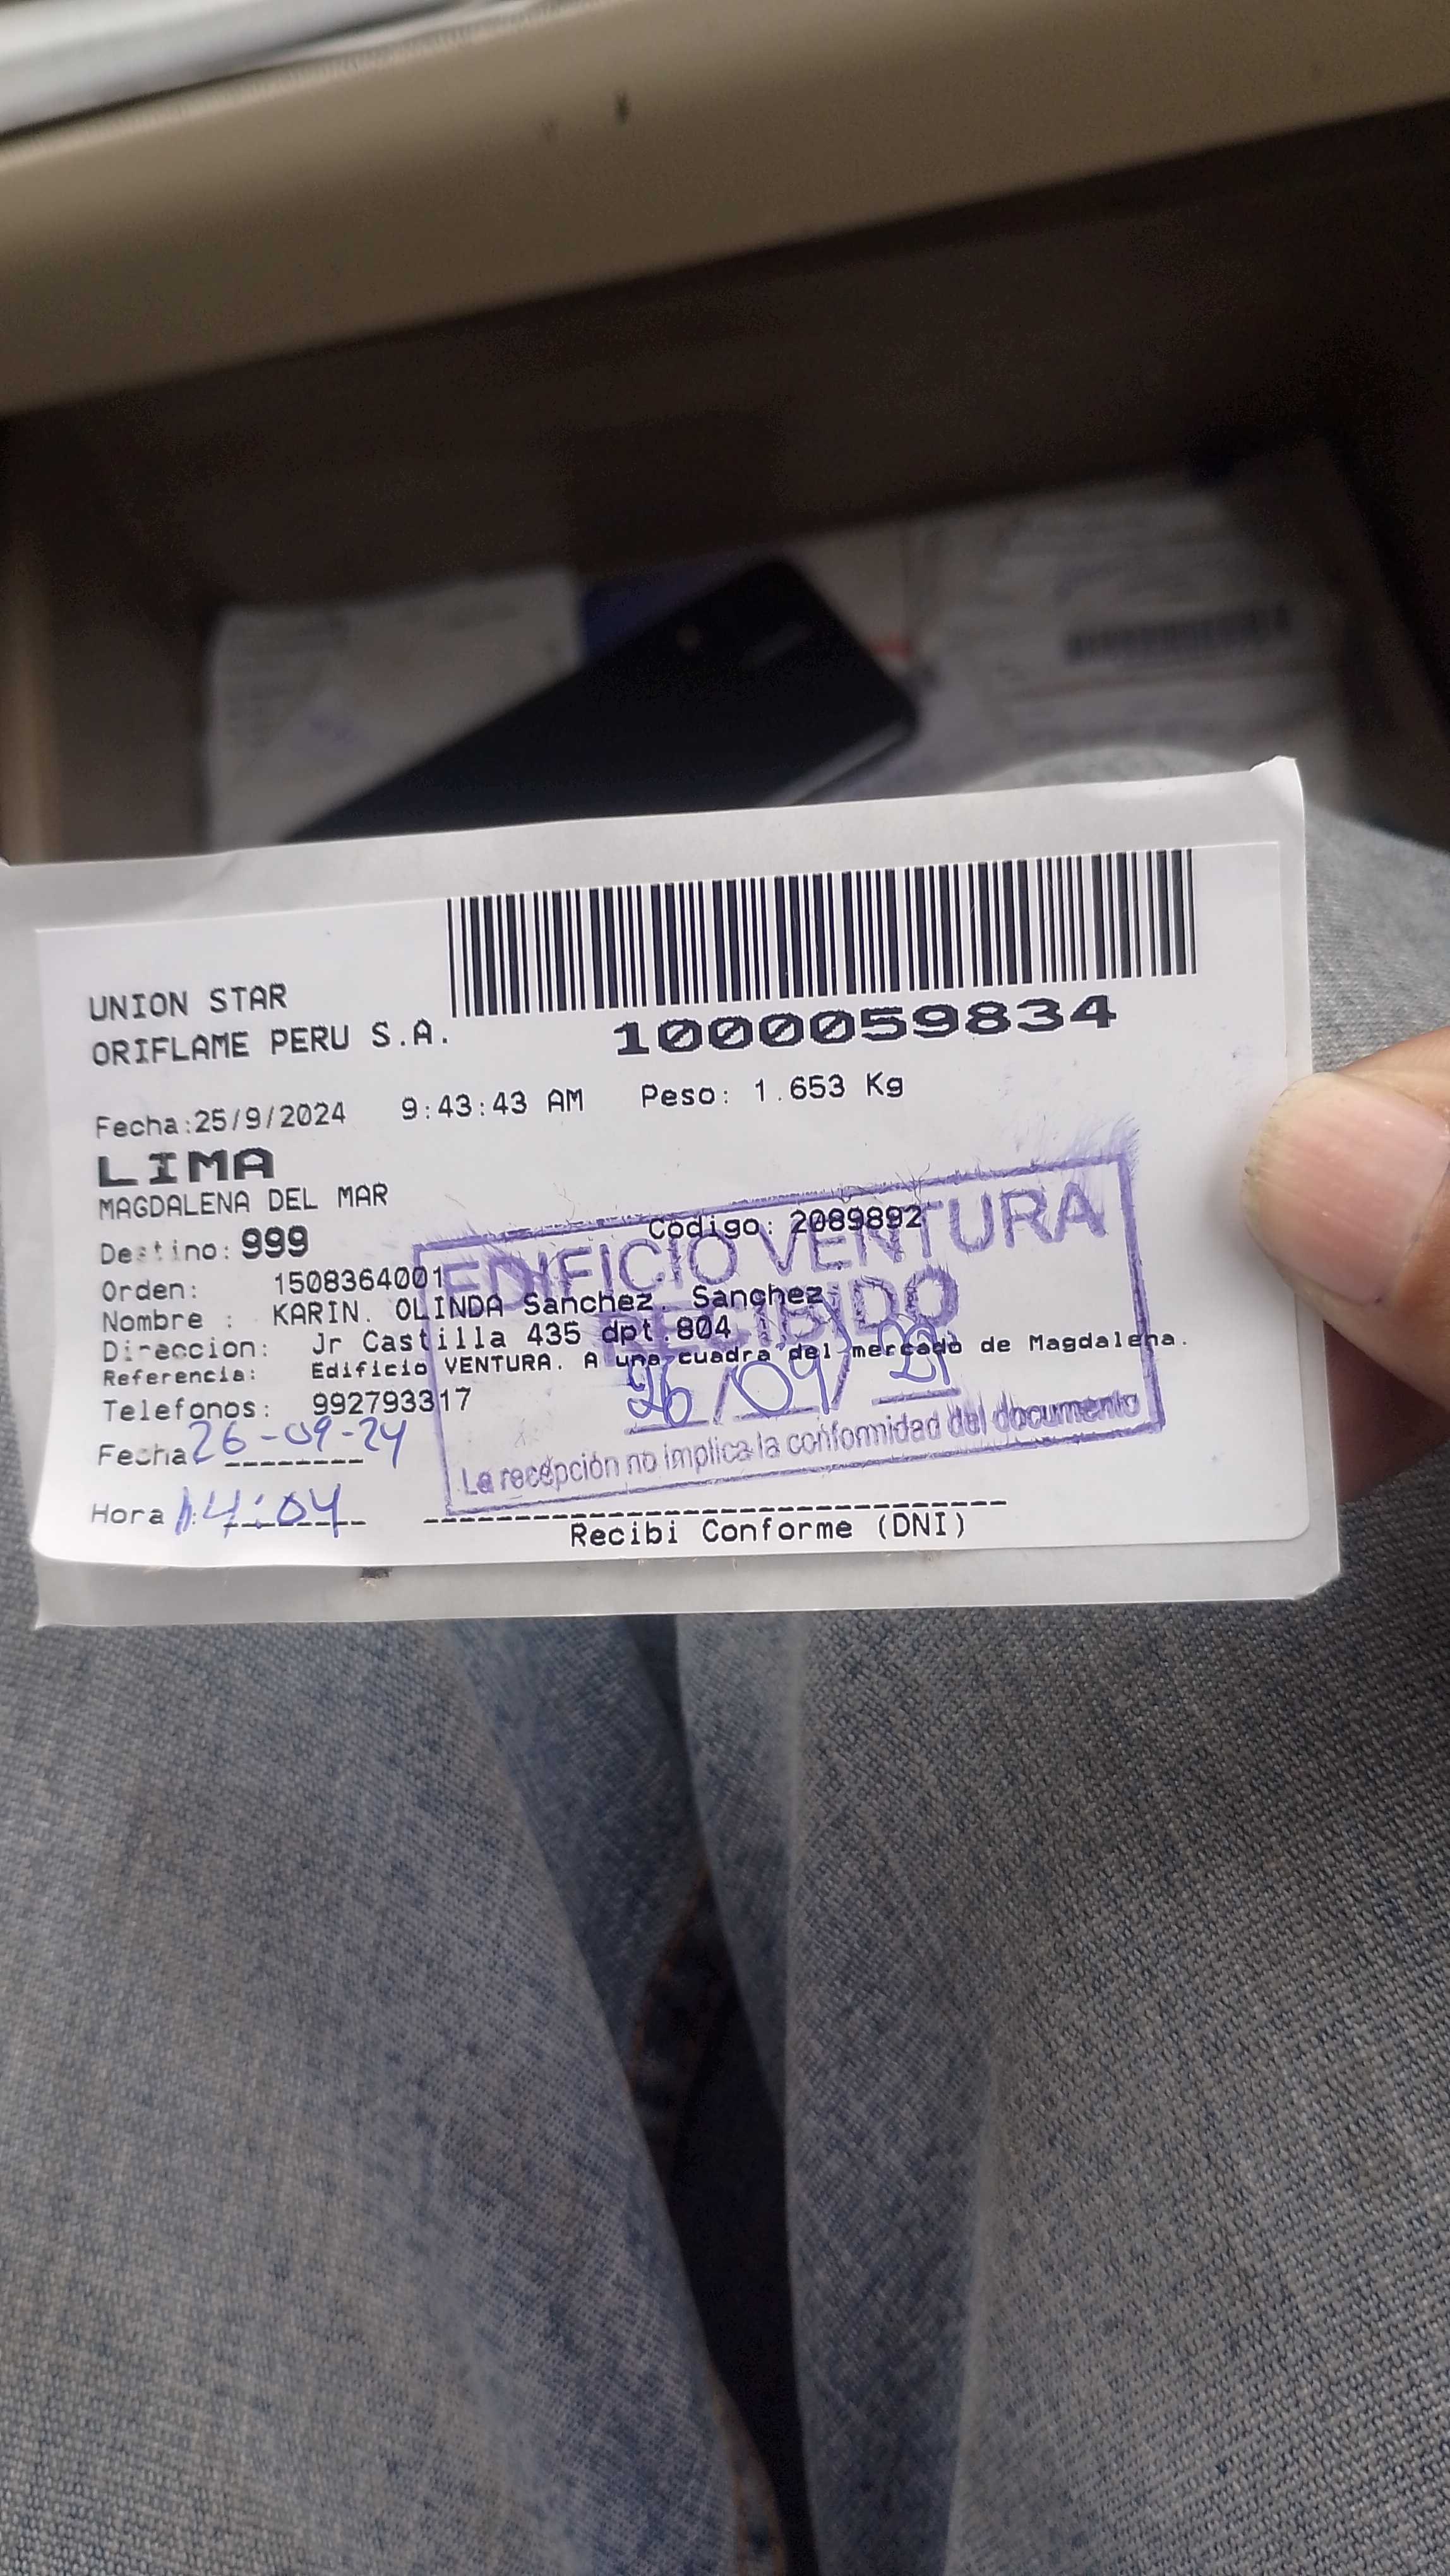 UNION STAR
ORIFLAME PERU S.A.
1000059834
Fecha:25/9/2024 9:43:43 AM Peso: 1.653 Kg
LIMA
MAGDALENA DEL MAR
Codigo: 2089892
Destino: 999
EDIFICIO VENTURA
Orden: 1508364001
Nombre : KARIN. OLINDA Sanchez. Sanchez
RECIBIDO
Direccion: Jr Castilla 435 dpt.804
Referencia: Edificio VENTURA. A una cuadra del mercado de Magdalena.
Telefonos: 992793317
26/09/
Fecha 26-09-24
La recepción no implica la conformidad del documento
Hora : 14:04
Recibi Conforme (DNI)